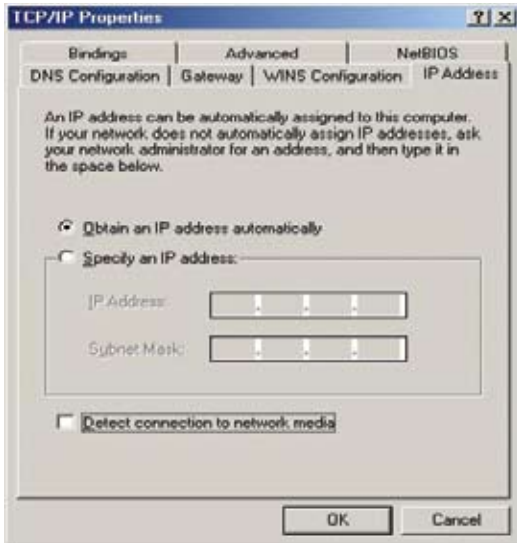 TCP/IP Properties
? X
Bindings Advanced NetBIOS
DNS Configuration Gateway WINS Configuration IP Address
An IP address can be automatically assigned to this computer.
If your network does not automatically assign IP addresses, ask
your network administrator for an address, and then type it in
the space below.
Obtain an IP address automatically
Specify an IP address:
IP Address:
Subnet Mask:
Detect connection to network media
OK Cancel